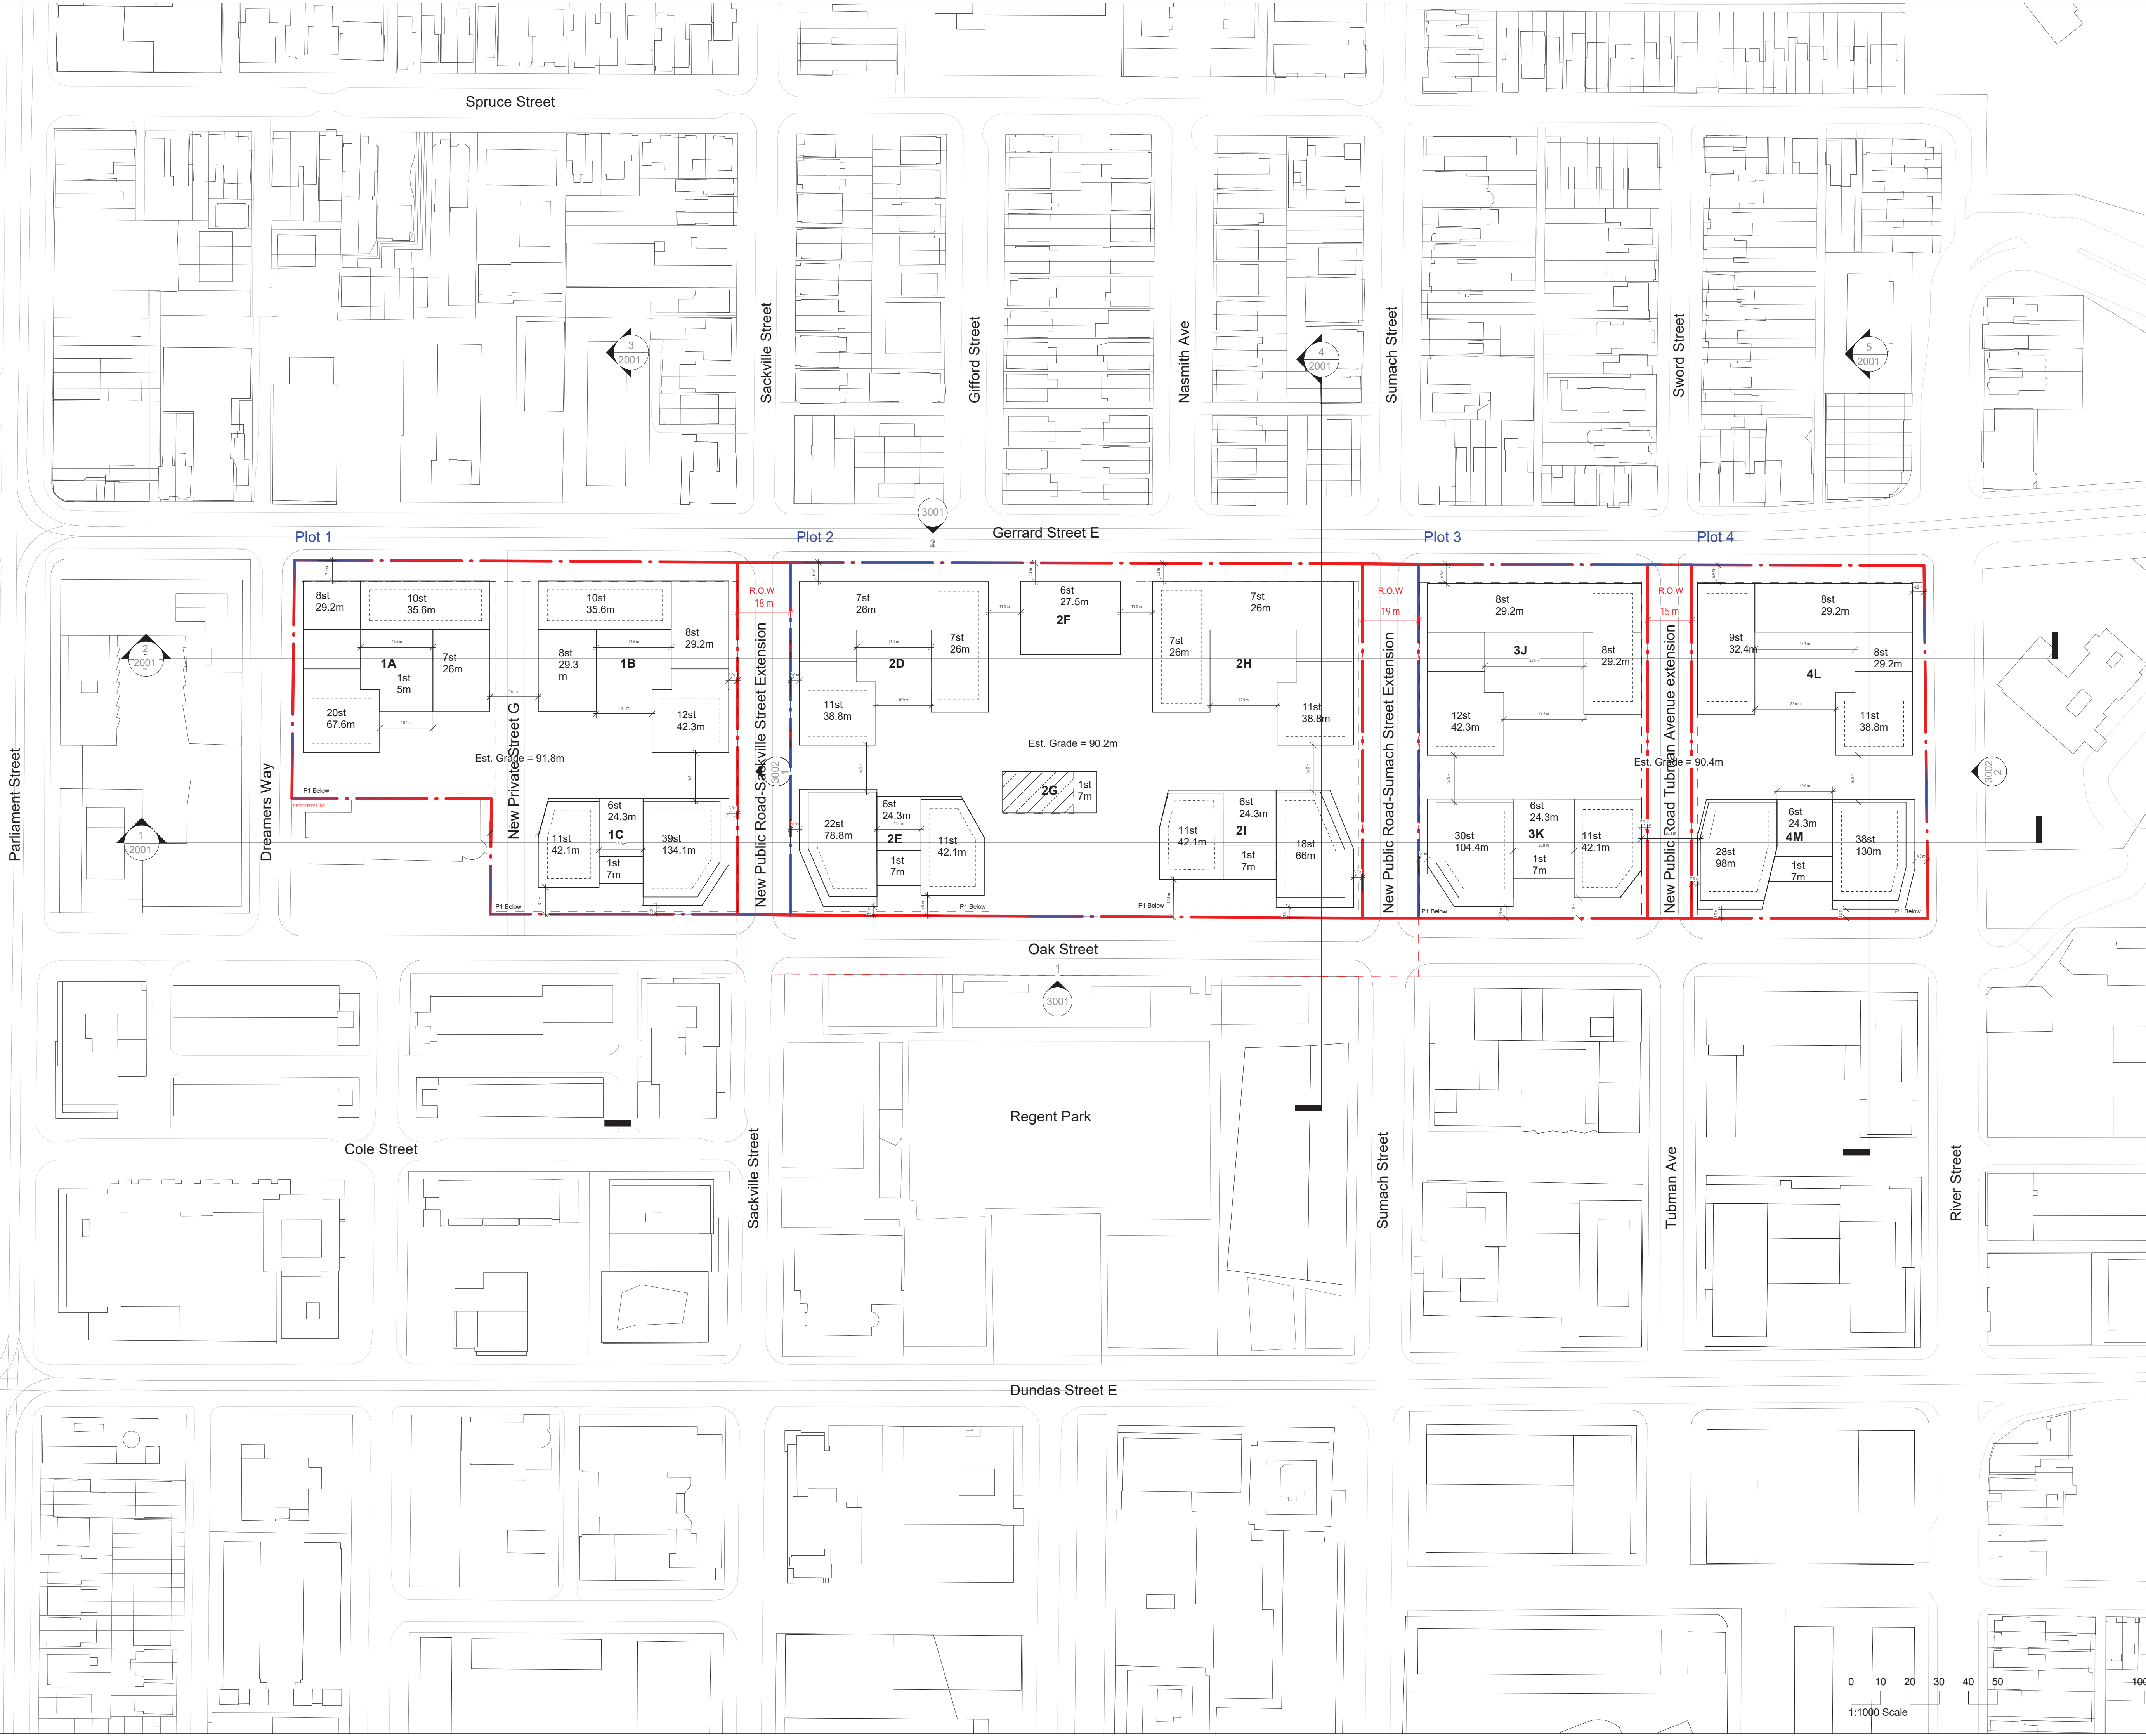 Spruce Street
Sackville Street
Gifford Street
Nasmith Ave
Sumach Street
Sword Street
3
2001
4
2001
5
2001
3001
2
Gerrard Street E
Plot 1
Plot 2
Plot 3
Plot 4
8st
29.2m
10st
35.6m
1A
7st
26m
1st
5m
20st
67.6m
10st
35.6m
8st
29.3
m
1B
8st
29.2m
12st
42.3m
R.O.W
18 m
7st
26m
2D
7st
26m
11st
38.8m
6st
27.5m
2F
7st
26m
7st
26m
2H
11st
38.8m
R.O.W
19 m
8st
29.2m
3J
8st
29.2m
12st
42.3m
R.O.W
15 m
8st
29.2m
9st
32.4m
8st
29.2m
4L
11st
38.8m
2
2001
1
2001
Parliament Street
Dreamers Way
New Private Street G
New Public Road-Sackville Street Extension
New Public Road-Sumach Street Extension
New Public Road Tubman Avenue extension
Est. Grade = 91.8m
Est. Grade = 90.2m
Est. Grade = 90.4m
3002
1
3002
2
P1 Below
PROPERTY LINE
11st
42.1m
6st
24.3m
1C
1st
7m
39st
134.1m
P1 Below
22st
78.8m
6st
24.3m
2E
1st
7m
11st
42.1m
P1 Below
2G
1st
7m
11st
42.1m
6st
24.3m
2I
1st
7m
18st
66m
P1 Below
30st
104.4m
6st
24.3m
3K
1st
7m
11st
42.1m
P1 Below
28st
98m
6st
24.3m
4M
1st
7m
38st
130m
P1 Below
Oak Street
1
3001
Regent Park
Cole Street
Sackville Street
Sumach Street
Tubman Ave
River Street
Dundas Street E
0 10 20 30 40 50 100
1:1000 Scale